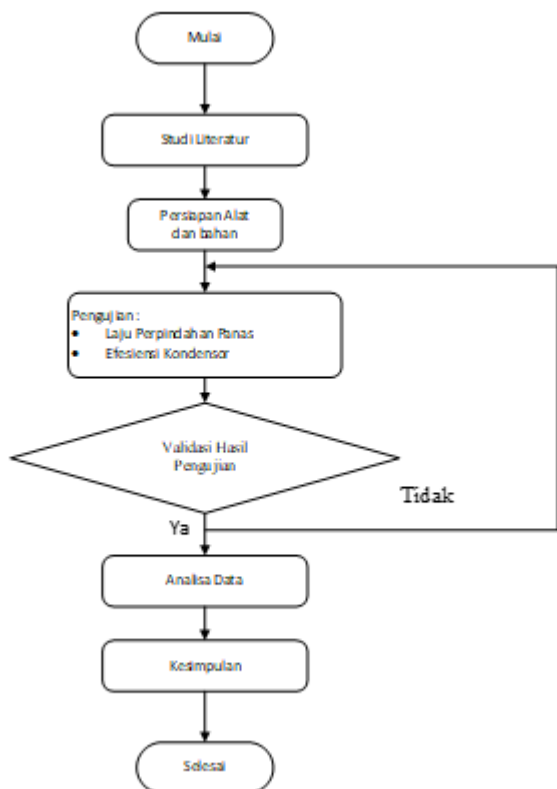 Mulai
Studi Literatur
Persiapan Alat
dan bahan
Pengujian :
• Laju Perpindahan Panas
• Efesiensi Kondensor
Validasi Hasil
Pengujian
Tidak
Ya
Analisa Data
Kesimpulan
Selesai